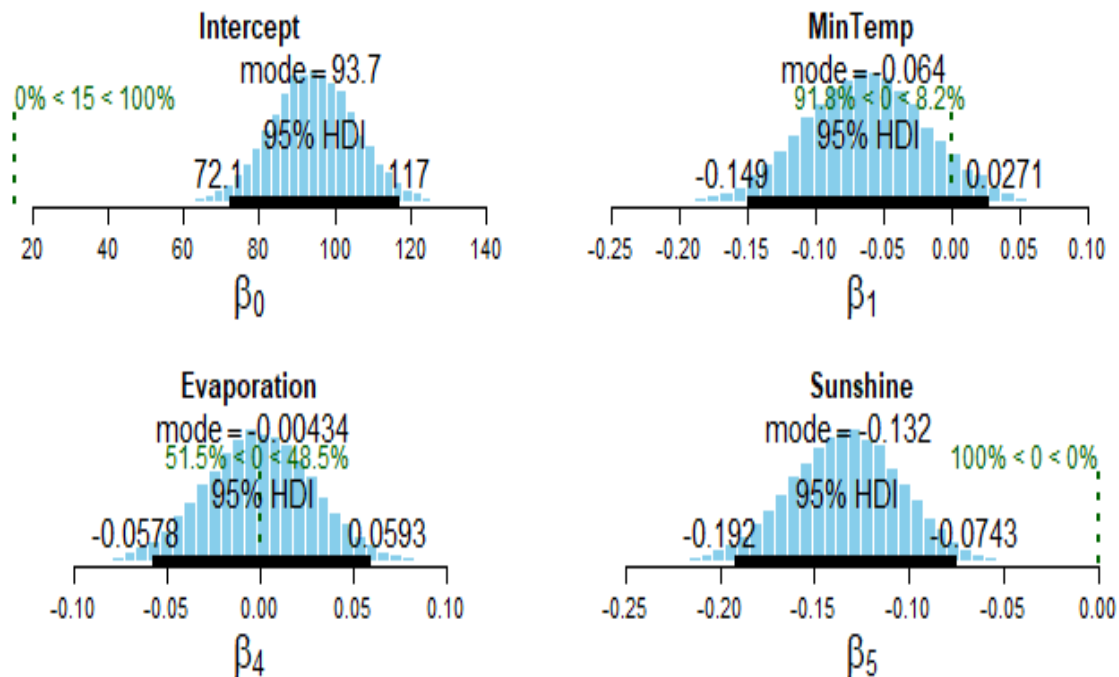 Intercept
mode = 93.7
0% < 15 < 100%
95% HDI
72.1 117
20 40 60 80 100 120 140
β0
MinTemp
mode = -0.064
91.8% < 0 < 8.2%
95% HDI
-0.149 0.0271
-0.25 -0.20 -0.15 -0.10 -0.05 0.00 0.05 0.10
β1
Evaporation
mode = -0.00434
51.5% < 0 < 48.5%
95% HDI
-0.0578 0.0593
-0.10 -0.05 0.00 0.05 0.10
β4
Sunshine
mode = -0.132
100% < 0 < 0%
95% HDI
-0.192 -0.0743
-0.25 -0.20 -0.15 -0.10 -0.05 0.00
β5